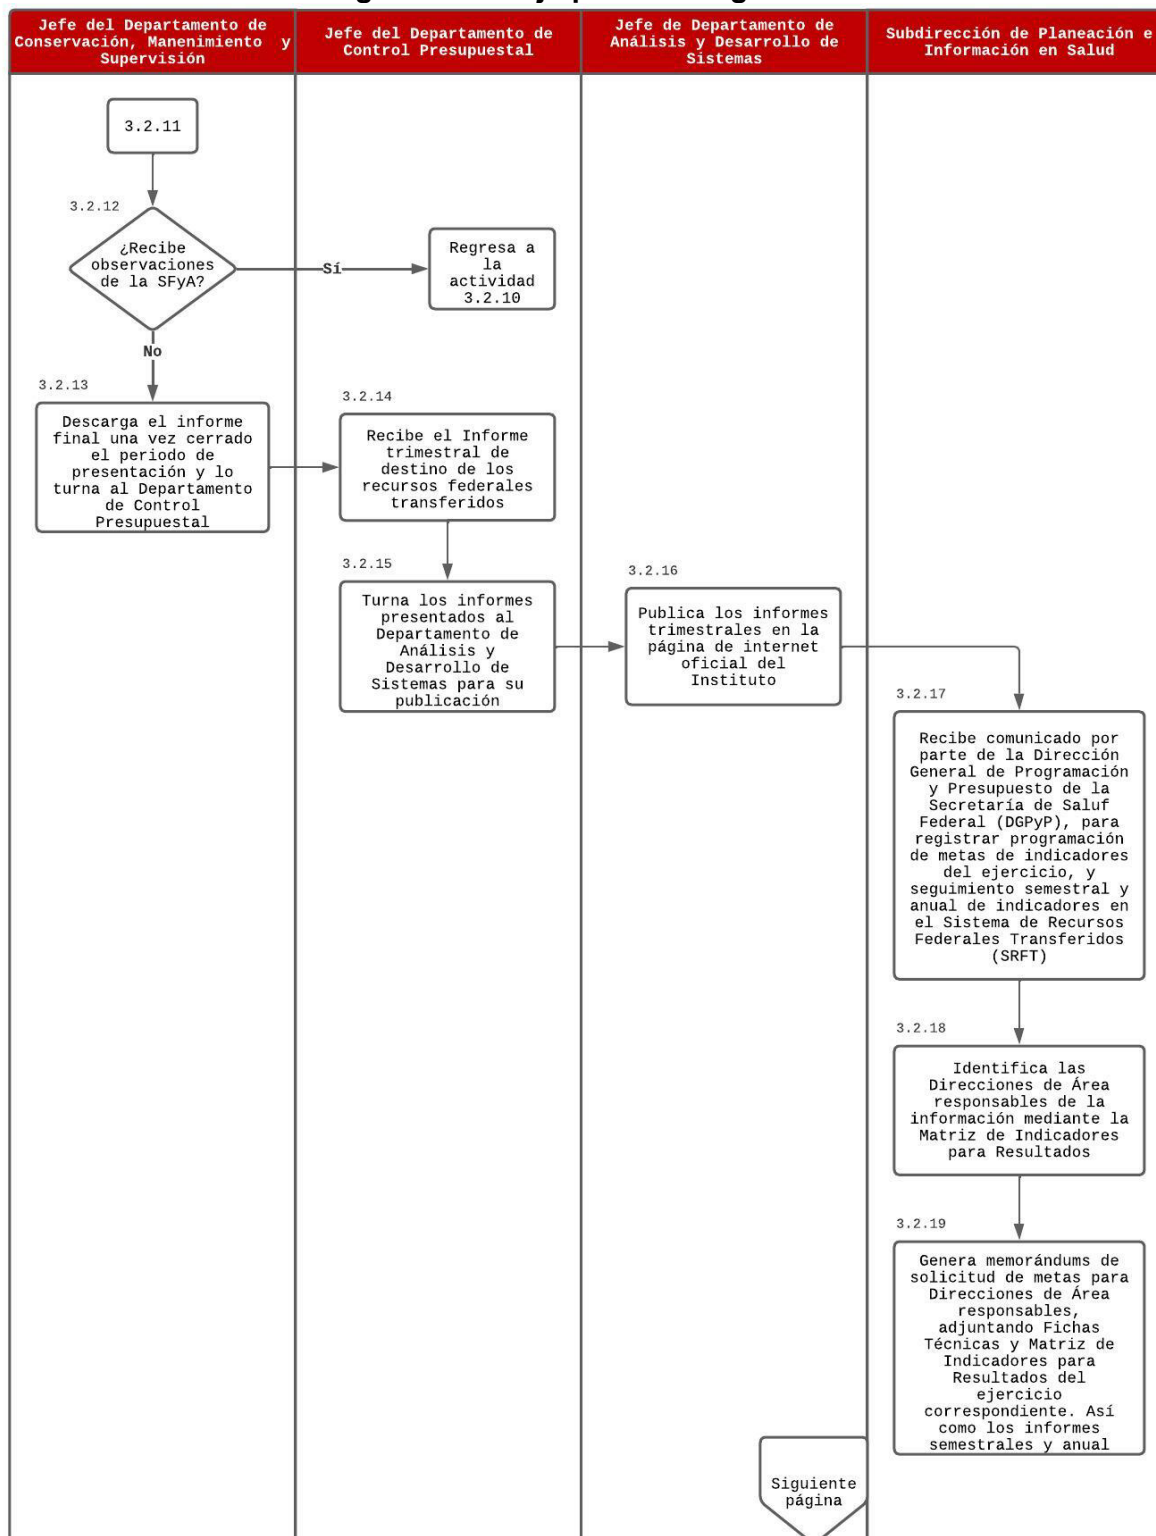 Jefe del Departamento de
Conservación, Manenimiento y
Supervisión
Jefe del Departamento de
Control Presupuestal
Jefe de Departamento de
Análisis y Desarrollo de
Sistemas
Subdirección de Planeación e
Información en Salud
3.2.11
3.2.12
¿Recibe
observaciones
de la SFyA?
Sí
Regresa a
la
actividad
3.2.10
No
3.2.13
Descarga el informe
final una vez cerrado
el periodo de
presentación y lo
turna al Departamento
de Control
Presupuestal
3.2.14
Recibe el Informe
trimestral de
destino de los
recursos federales
transferidos
3.2.15
Turna los informes
presentados al
Departamento de
Análisis y
Desarrollo de
Sistemas para su
publicación
3.2.16
Publica los informes
trimestrales en la
página de internet
oficial del
Instituto
3.2.17
Recibe comunicado por
parte de la Dirección
General de Programación
y Presupuesto de la
Secretaría de Saluf
Federal (DGPyP), para
registrar programación
de metas de indicadores
del ejercicio, y
seguimiento semestral y
anual de indicadores en
el Sistema de Recursos
Federales Transferidos
(SRFT)
3.2.18
Identifica las
Direcciones de Área
responsables de la
información mediante la
Matriz de Indicadores
para Resultados
3.2.19
Genera memorándums de
solicitud de metas para
Direcciones de Área
responsables,
adjuntando Fichas
Técnicas y Matriz de
Indicadores para
Resultados del
ejercicio
correspondiente. Así
como los informes
semestrales y anual
Siguiente
página